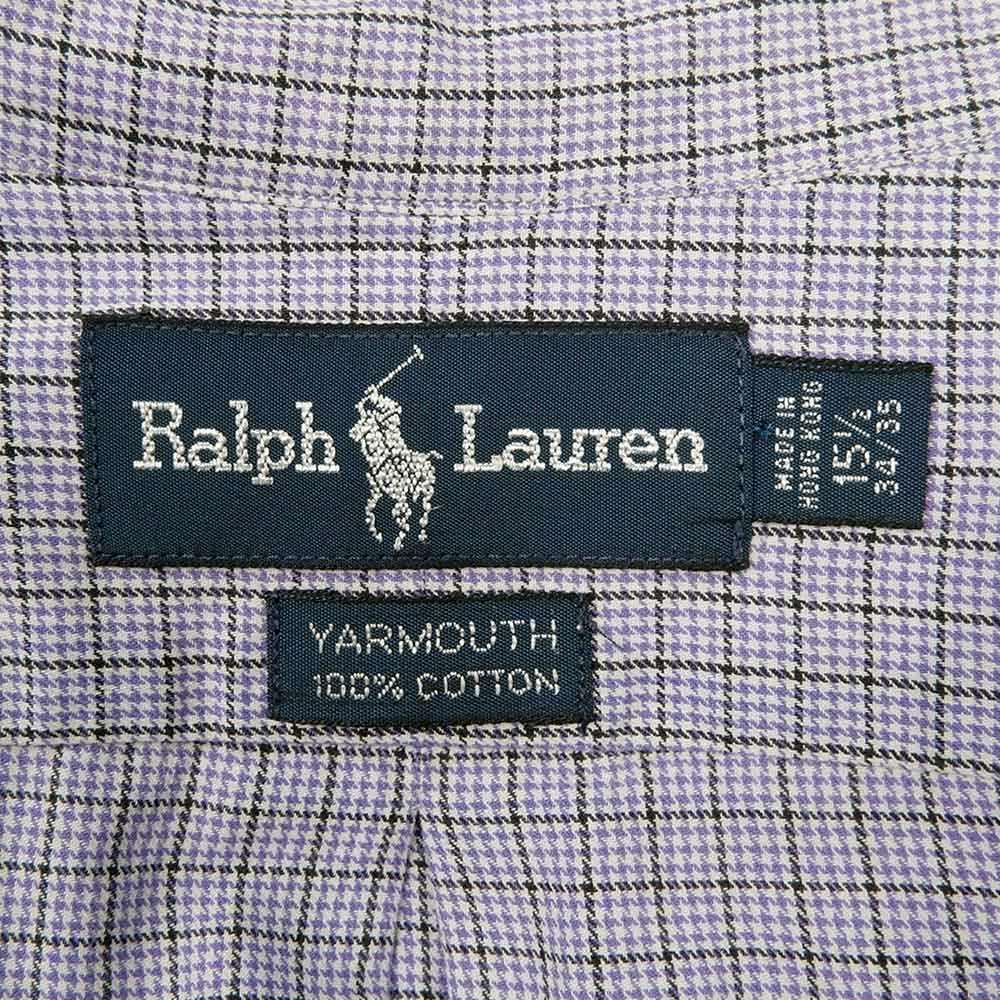 Ralph Lauren
MADE IN
HONG KONG
15½
34/35
YARMOUTH
100% COTTON